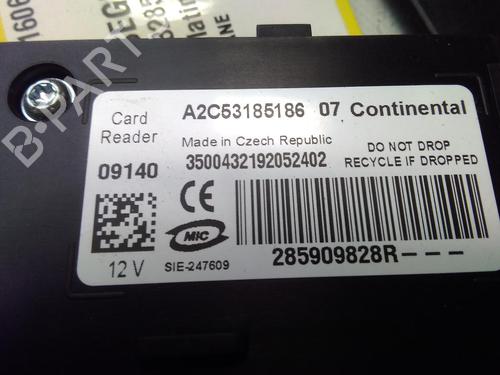 Card
Reader
A2C53185186 07 Continental
Made in Czech Republic
DO NOT DROP
09140
3500432192052402
RECYCLE IF DROPPED
CE
MIC
12 V
SIE-247609
285909828R---
B-PARTS